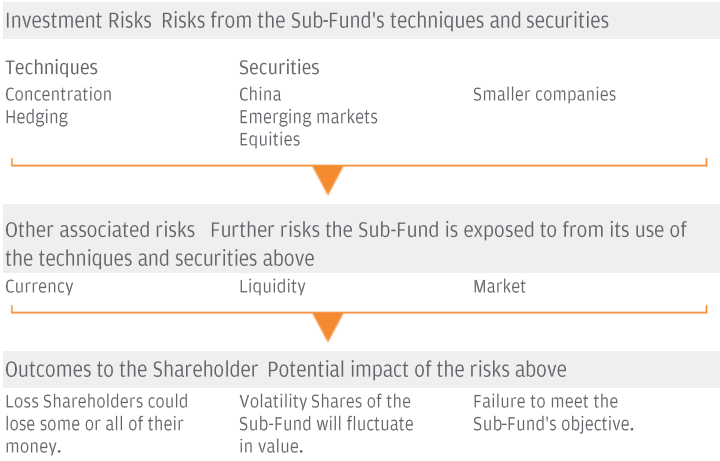 Investment Risks Risks from the Sub-Fund's techniques and securities
Techniques
Concentration
Hedging
Securities
China
Emerging markets
Equities
Smaller companies
Other associated risks Further risks the Sub-Fund is exposed to from its use of
the techniques and securities above
Currency
Liquidity
Market
Outcomes to the Shareholder Potential impact of the risks above
Loss Shareholders could
lose some or all of their
money.
Volatility Shares of the
Sub-Fund will fluctuate
in value.
Failure to meet the
Sub-Fund's objective.